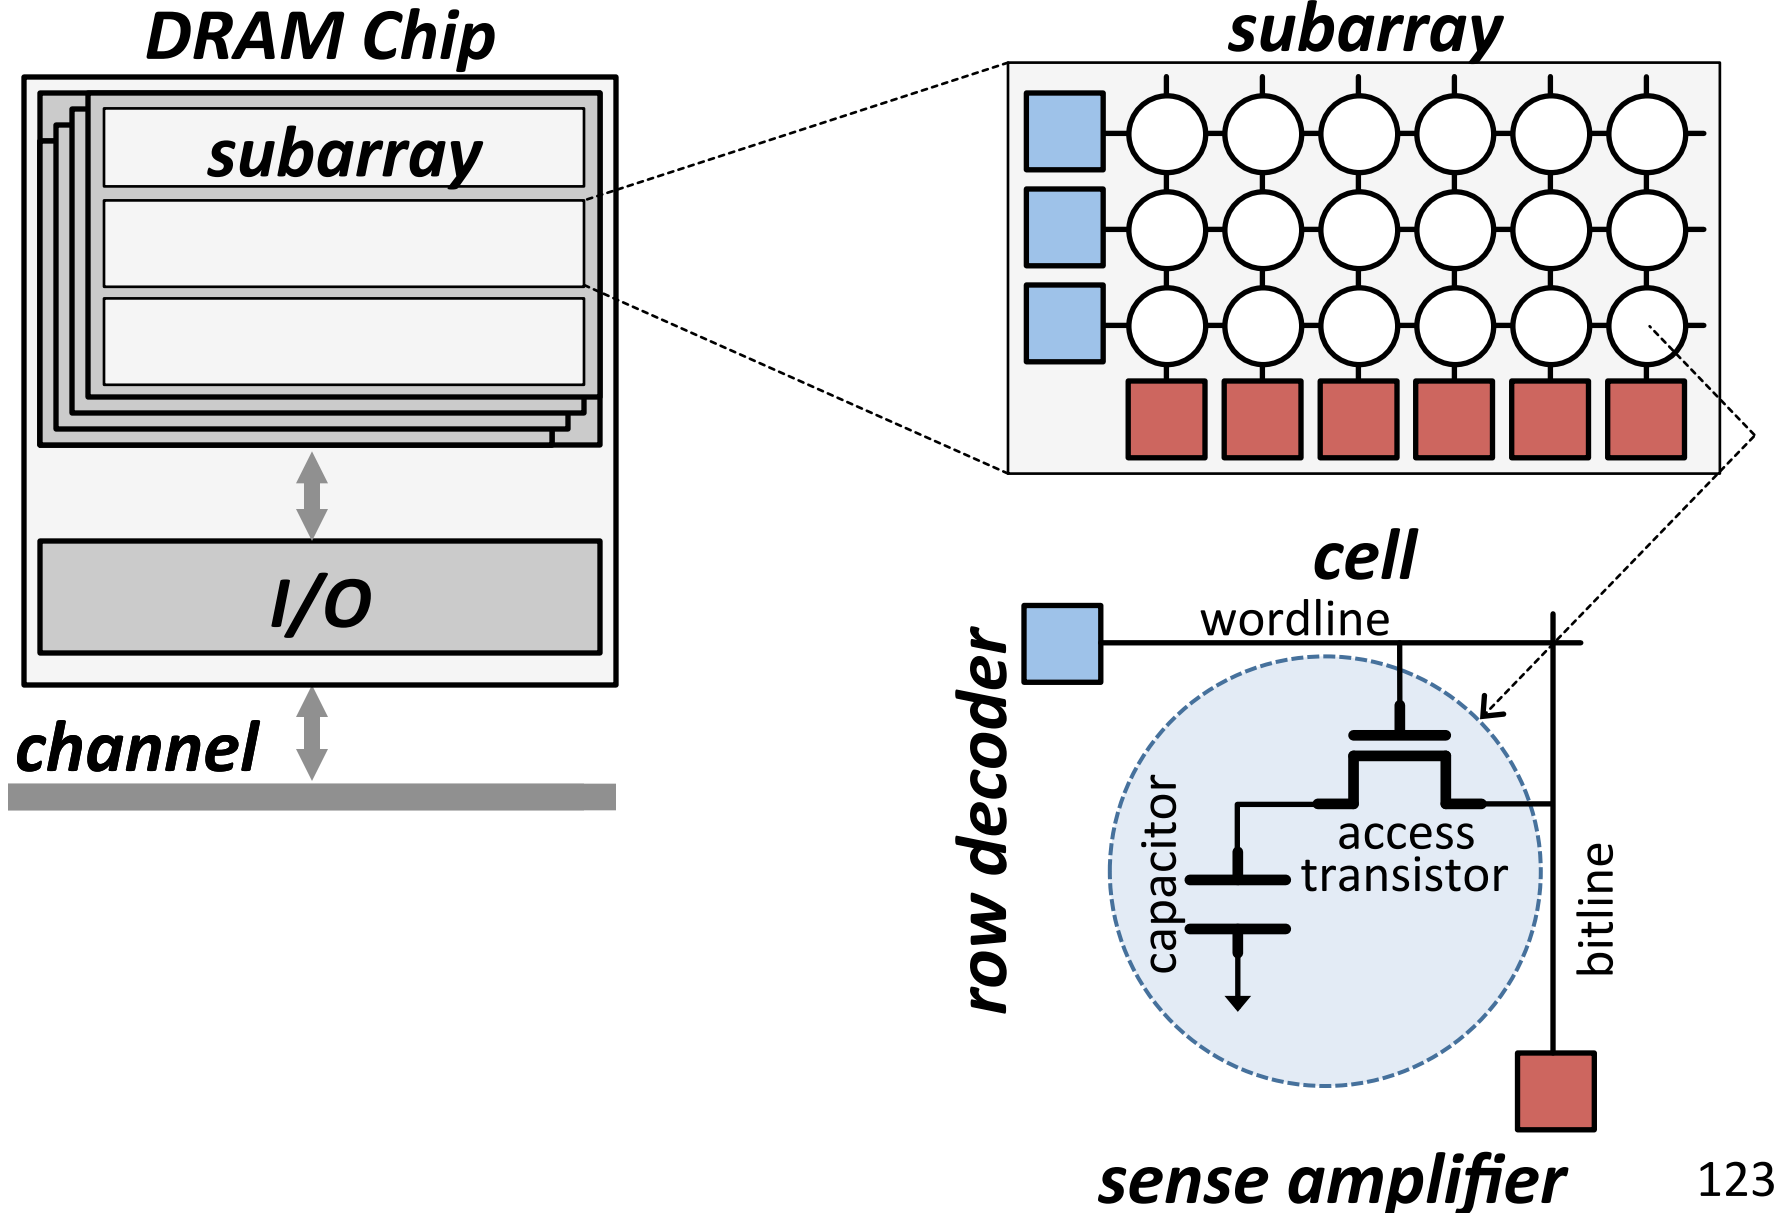 DRAM Chip
subarray
I/O
channel
subarray
cell
wordline
row decoder
capacitor
access
transistor
bitline
sense amplifier
123